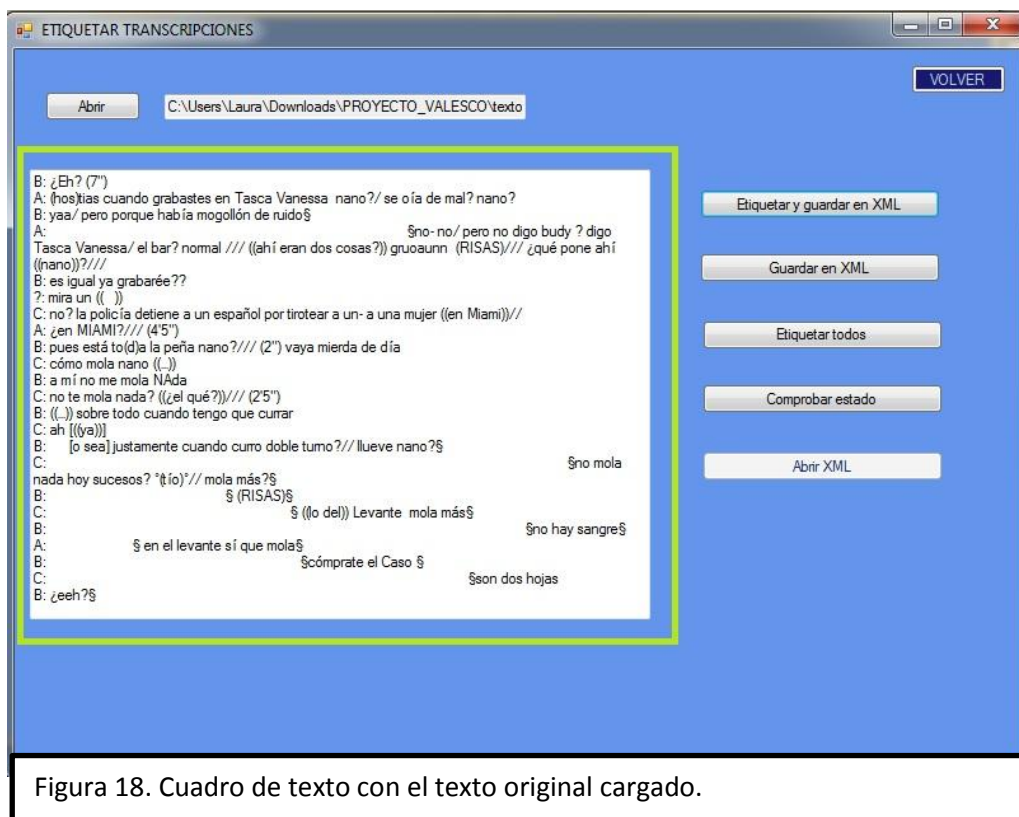 ETIQUETAR TRANSCRIPCIONES
VOLVER
Abrir
C:\Users\Laura\Downloads\PROYECTO_VALESCO\texto
B: ¿Eh? (7'')
A: (hos)tias cuando grabastes en Tasca Vanessa nano?/ se oía de mal? nano?
B: yaa/ pero porque había mogollón de ruido§
A: §no- no/ pero no digo budy ? digo
Tasca Vanessa/ el bar? normal /// ((ahí eran dos cosas?)) gruoaunn (RISAS)/// ¿qué pone ahí
((nano))?///
B: es igual ya grabarée??
?: mira un (( ))
C: no? la policía detiene a un español por tirotear a un- a una mujer ((en Miami))//
A: ¿en MIAMI?/// (4'5'')
B: pues está to(d)a la peña nano?/// (2'') vaya mierda de día
C: cómo mola nano ((...))
B: a mí no me mola NAda
C: no te mola nada? ((¿el qué?))/// (2'5'')
B: ((...)) sobre todo cuando tengo que currar
C: ah [((ya))]
B: [o sea] justamente cuando curro doble turno?// llueve nano?§
C: §no mola
nada hoy sucesos? °(tío)°// mola más?§
B: § (RISAS)§
C: § ((lo del)) Levante mola más§
B: §no hay sangre§
A: § en el levante sí que mola§
B: §cómprate el Caso §
C: §son dos hojas
B: ¿eeh?§
Etiquetar y guardar en XML
Guardar en XML
Etiquetar todos
Comprobar estado
Abrir XML
Figura 18. Cuadro de texto con el texto original cargado.